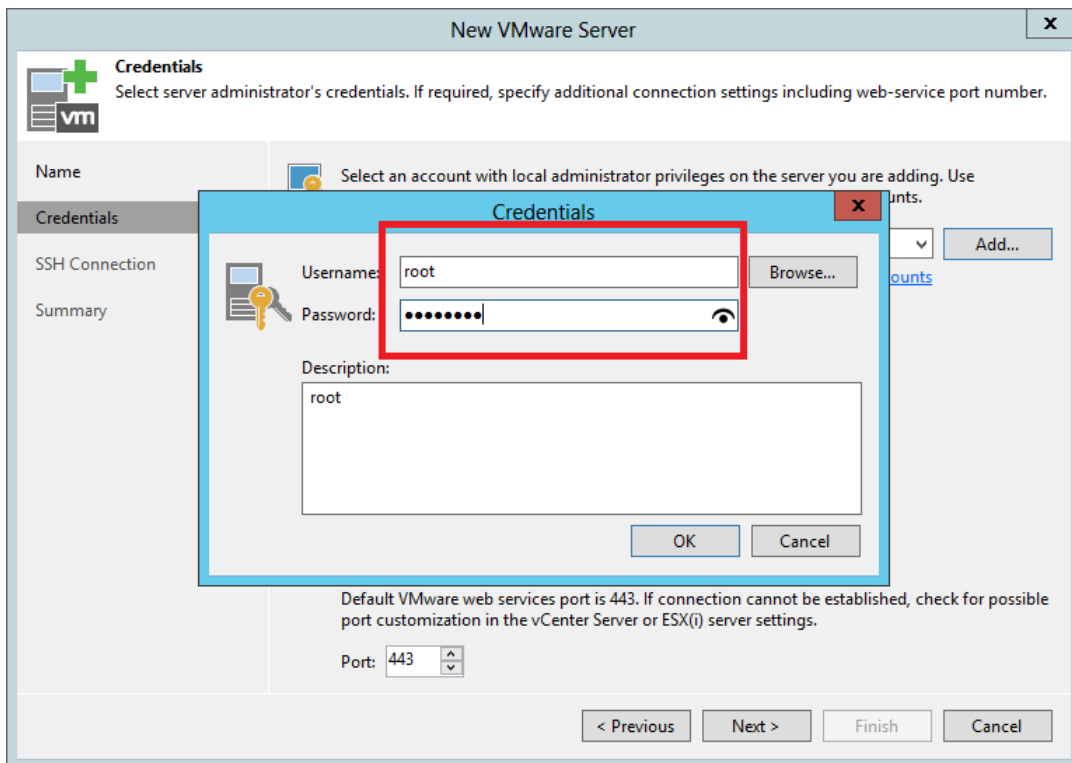 New VMware Server
x
Credentials
Select server administrator's credentials. If required, specify additional connection settings including web-service port number.
vm
Name
Credentials
SSH Connection
Summary
Select an account with local administrator privileges on the server you are adding. Use
Add...
Credentials
x
Username:
root
Browse...
Password:
••••••••
Description:
root
OK
Cancel
Default VMware web services port is 443. If connection cannot be established, check for possible
port customization in the vCenter Server or ESX(i) server settings.
Port:
443
< Previous
Next >
Finish
Cancel